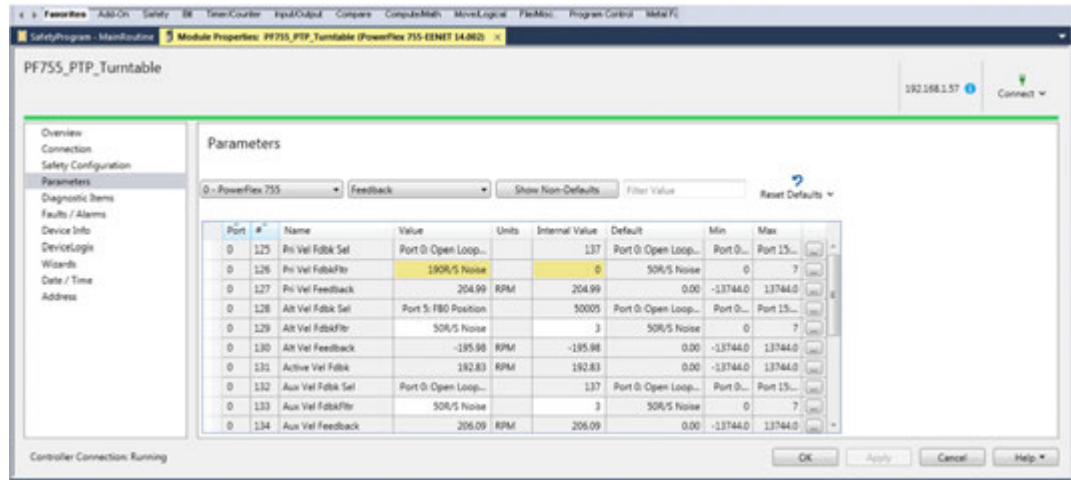 Favorites Add-On Safety Bit Timer/Counter Input/Output Compare Compute/Math Move/Logical File/Misc. Program Control
SafetyProgram - MainRoutine Module Properties: PF755_PTP_Turntable (PowerFlex 755-EENET 14.002) ×
PF755_PTP_Turntable
192.168.1.57
Connect
Overview
Connection
Safety Configuration
Parameters
Diagnostic Items
Faults / Alarms
Device Info
DeviceLogix
Wizards
Date / Time
Address
Parameters
0 - PowerFlex 755 Feedback Show Non-Defaults Filter Value Reset Defaults
Port # Name Value Units Internal Value Default Min Max
0 125 Pri Vel Fdbk Sel Port 0: Open Loop... 137 Port 0: Open Loop... Port 0:... Port 15:... ...
0 126 Pri Vel FdbkFltr 190R/S Noise 0 50R/S Noise 0 7 ...
0 127 Pri Vel Feedback 204.99 RPM 204.99 0.00 -13744.0 13744.0 ...
0 128 Alt Vel Fdbk Sel Port 5: FB0 Position 50005 Port 0: Open Loop... Port 0:... Port 15:... ...
0 129 Alt Vel FdbkFltr 50R/S Noise 3 50R/S Noise 0 7 ...
0 130 Alt Vel Feedback -195.98 RPM -195.98 0.00 -13744.0 13744.0 ...
0 131 Active Vel Fdbk 192.83 RPM 192.83 0.00 -13744.0 13744.0 ...
0 132 Aux Vel Fdbk Sel Port 0: Open Loop... 137 Port 0: Open Loop... Port 0:... Port 15:... ...
0 133 Aux Vel FdbkFltr 50R/S Noise 3 50R/S Noise 0 7 ...
0 134 Aux Vel Feedback 206.09 RPM 206.09 0.00 -13744.0 13744.0 ...
Controller Connection: Running
OK Apply Cancel Help